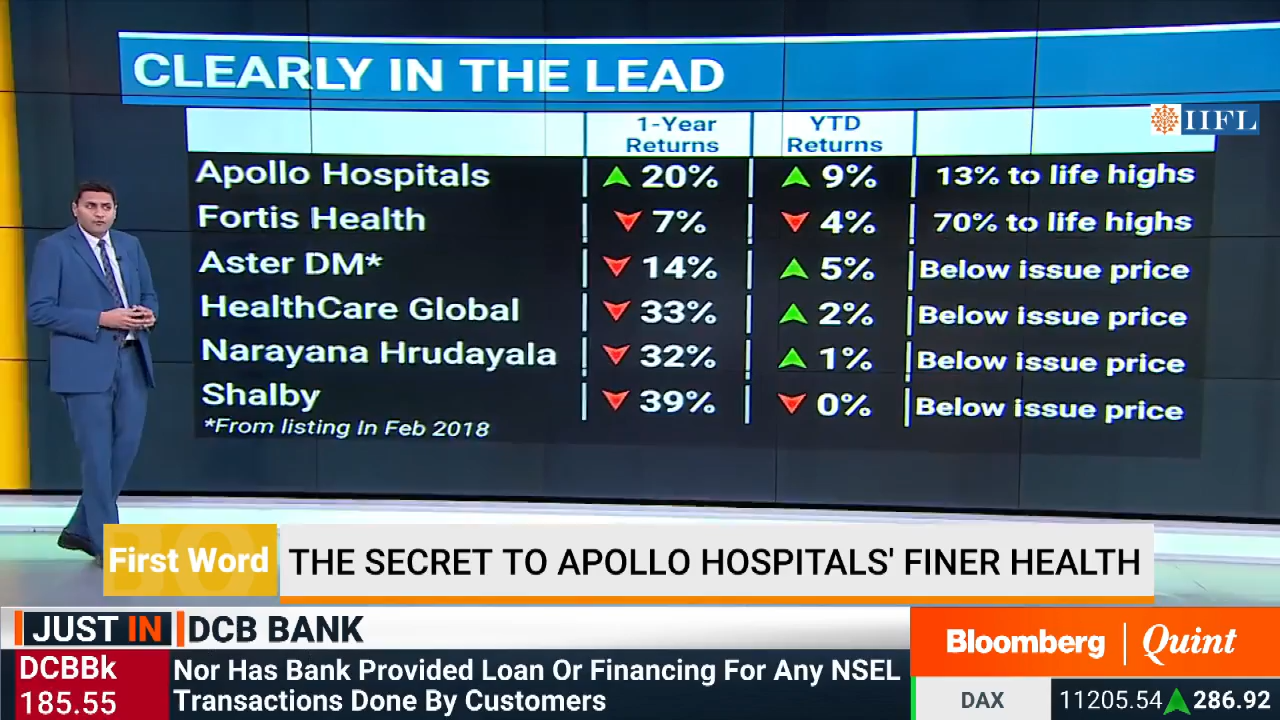 CLEARLY IN THE LEAD
IIFL
1-Year Returns YTD Returns
Apollo Hospitals ▲ 20% ▲ 9% 13% to life highs
Fortis Health ▼ 7% ▼ 4% 70% to life highs
Aster DM* ▼ 14% ▲ 5% Below issue price
HealthCare Global ▼ 33% ▲ 2% Below issue price
Narayana Hrudayala ▼ 32% ▲ 1% Below issue price
Shalby ▼ 39% ▼ 0% Below issue price
*From listing In Feb 2018
First Word THE SECRET TO APOLLO HOSPITALS' FINER HEALTH
JUST IN DCB BANK
DCBBk
185.55
Nor Has Bank Provided Loan Or Financing For Any NSEL
Transactions Done By Customers
Bloomberg | Quint
DAX 11205.54 ▲ 286.92